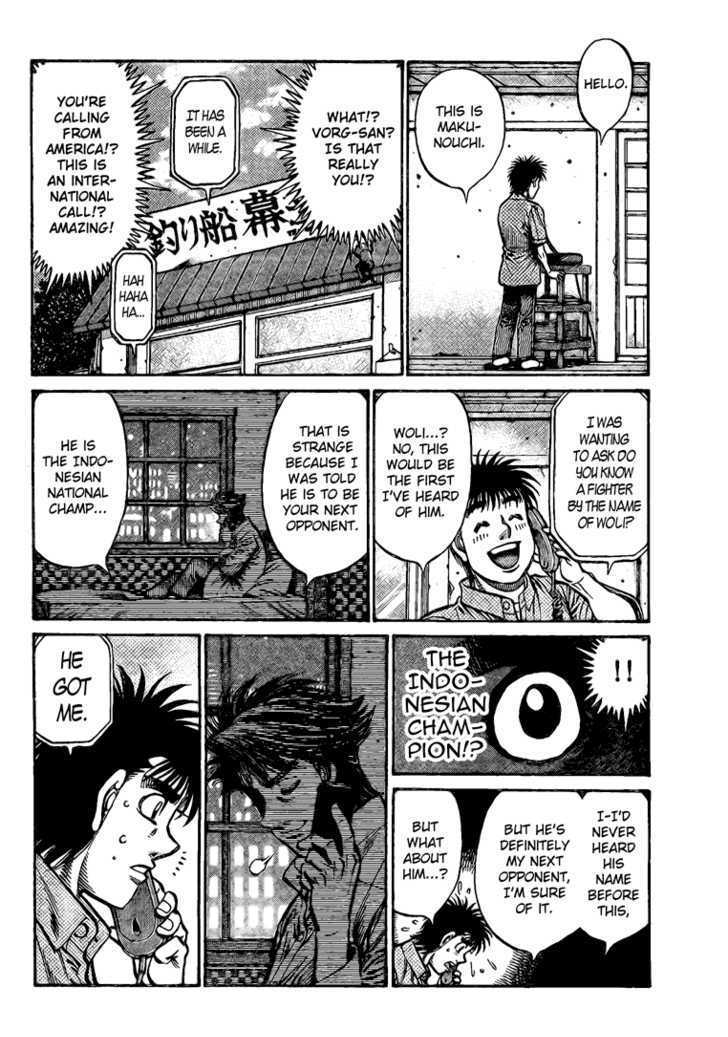 HELLO.
THIS IS
MAKU-
NOUCHI.
WHAT!?
VORG-SAN?
IS THAT
REALLY
YOU!?
IT HAS
BEEN A
WHILE.
YOU'RE
CALLING
FROM
AMERICA!?
THIS IS
AN INTER-
NATIONAL
CALL!?
AMAZING!
釣り船 幕
HAH
HAHA
HA...
I WAS
WANTING
TO ASK DO
YOU KNOW
A FIGHTER
BY THE NAME
OF WOLI?
WOLI...?
NO, THIS
WOULD BE
THE FIRST
I'VE HEARD
OF HIM.
THAT IS
STRANGE
BECAUSE I
WAS TOLD
HE IS TO BE
YOUR NEXT
OPPONENT.
HE IS
THE INDO-
NESIAN
NATIONAL
CHAMP...
!!
THE
INDO-
NESIAN
CHAM-
PION!?
I-I'D
NEVER
HEARD
HIS
NAME
BEFORE
THIS,
BUT HE'S
DEFINITELY
MY NEXT
OPPONENT,
I'M SURE
OF IT.
BUT
WHAT
ABOUT
HIM...?
HE
GOT
ME.